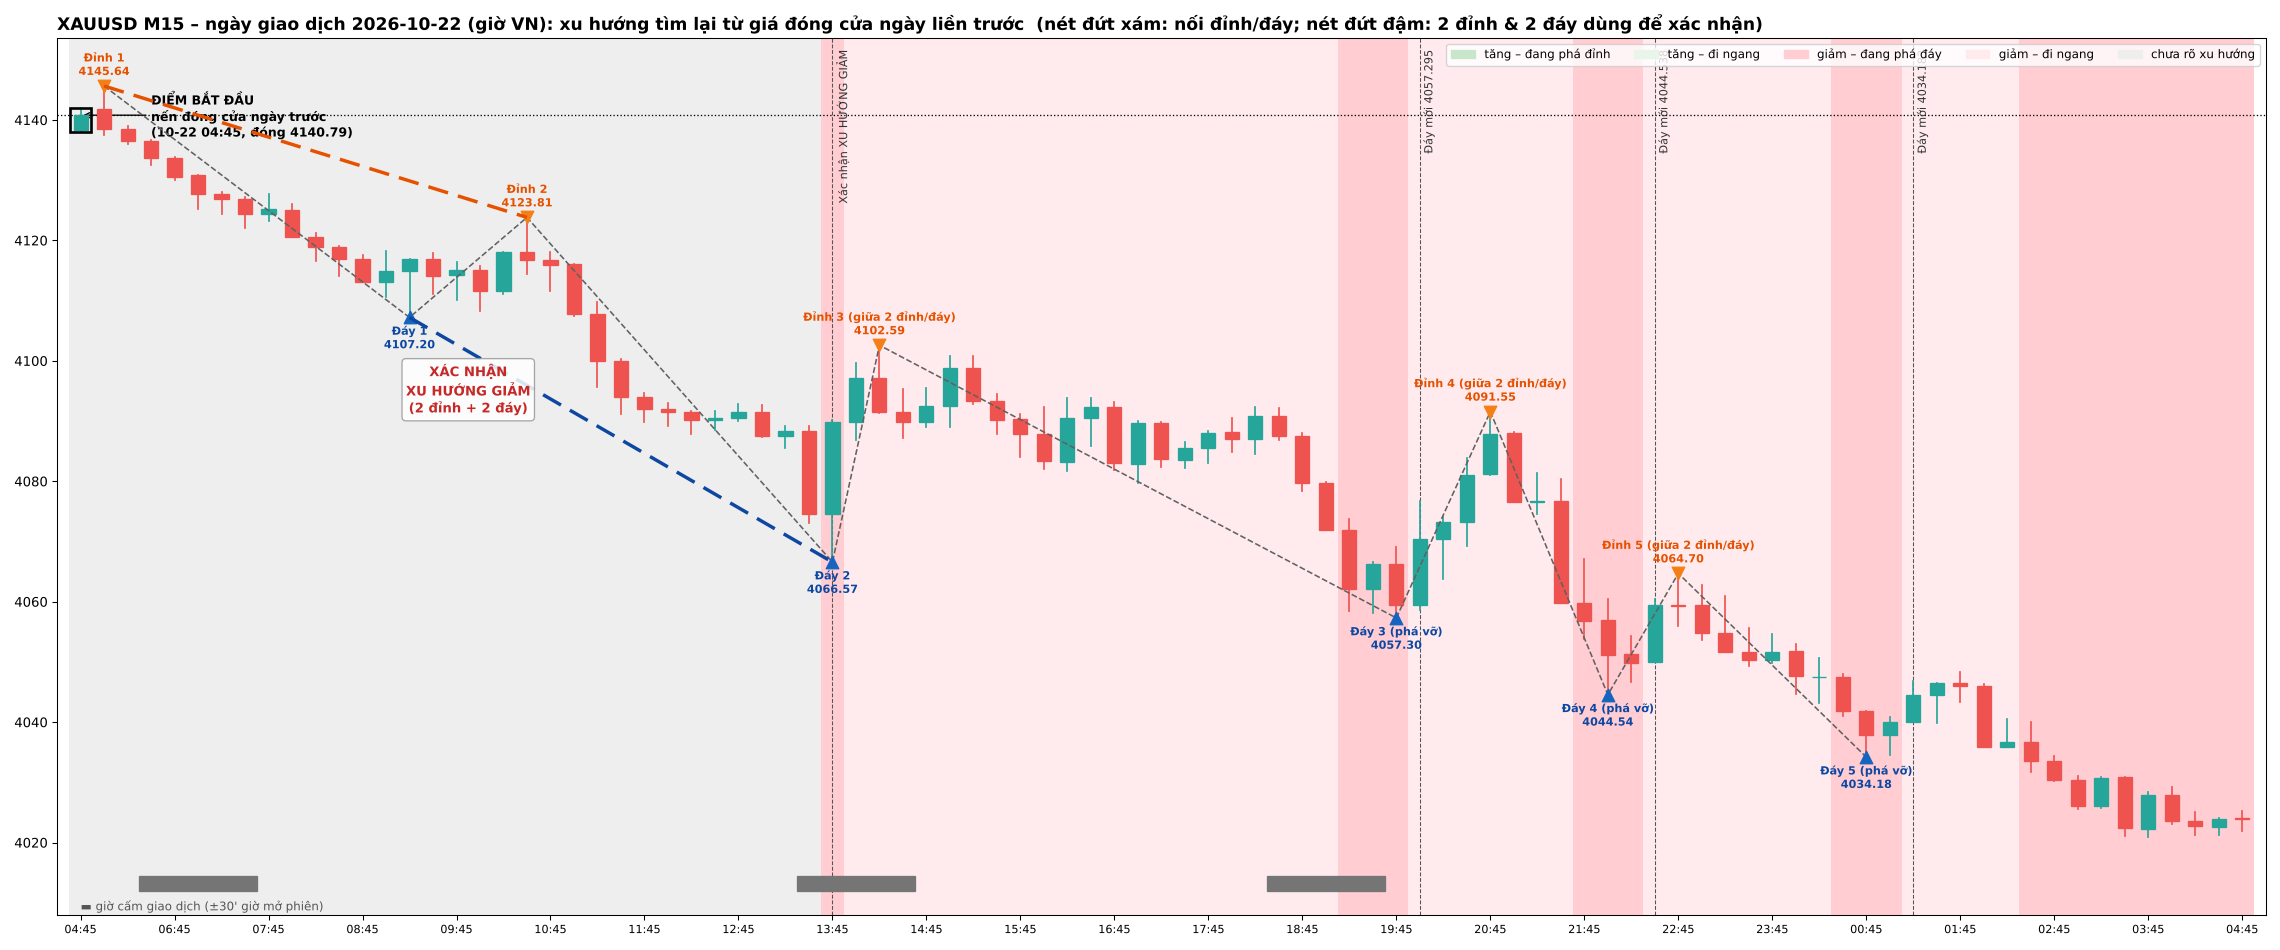 XAUUSD M15 – ngày giao dịch 2026-10-22 (giờ VN): xu hướng tìm lại từ giá đóng cửa ngày liền trước  (nét đứt xám: nối đỉnh/đáy; nét đứt đậm: 2 đỉnh & 2 đáy dùng để xác nhận)
tăng – đang phá đỉnh
tăng – đi ngang
giảm – đang phá đáy
giảm – đi ngang
chưa rõ xu hướng
Đỉnh 1
4145.64
ĐIỂM BẮT ĐẦU
nến đóng cửa ngày trước
(10-22 04:45, đóng 4140.79)
Xác nhận XU HƯỚNG GIẢM
Đáy mới 4057.295
Đáy mới
Đáy mới
Đỉnh 2
4123.81
Đáy 1
4107.20
XÁC NHẬN
XU HƯỚNG GIẢM
(2 đỉnh + 2 đáy)
Đỉnh 3 (giữa 2 đỉnh/đáy)
4102.59
Đỉnh 4 (giữa 2 đỉnh/đáy)
4091.55
Đáy 2
4066.57
Đỉnh 5 (giữa 2 đỉnh/đáy)
4064.70
Đáy 3 (phá vỡ)
4057.30
Đáy 4 (phá vỡ)
4044.54
Đáy 5 (phá vỡ)
4034.18
4140
4120
4100
4080
4060
4040
4020
giờ cấm giao dịch (±30' giờ mở phiên)
04:45
06:45
07:45
08:45
09:45
10:45
11:45
12:45
13:45
14:45
15:45
16:45
17:45
18:45
19:45
20:45
21:45
22:45
23:45
00:45
01:45
02:45
03:45
04:45